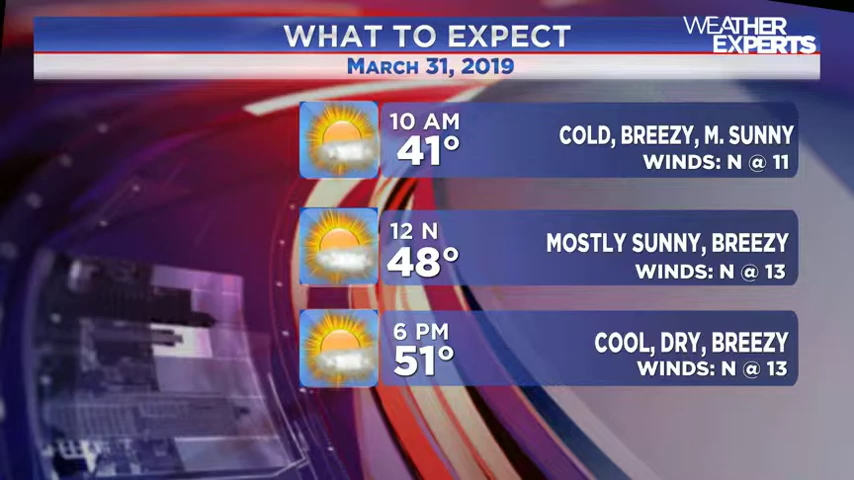 WHAT TO EXPECT
WEATHER
EXPERTS
MARCH 31, 2019
10 AM
41°
COLD, BREEZY, M. SUNNY
WINDS: N @ 11
12 N
48°
MOSTLY SUNNY, BREEZY
WINDS: N @ 13
6 PM
51°
COOL, DRY, BREEZY
WINDS: N @ 13